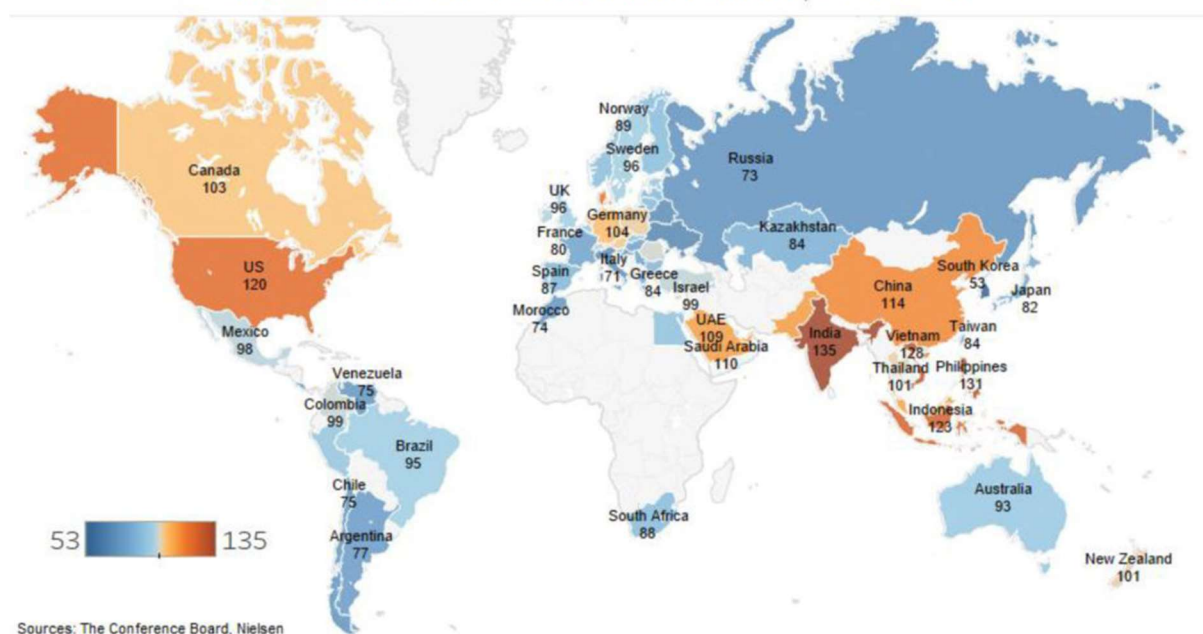 Norway
89
Sweden
96
Russia
73
Canada
103
UK
96
Germany
104
France
80
Kazakhstan
84
Italy
71
Spain
87
Greece
84
Israel
99
US
120
South Korea
53
China
114
Japan
82
Morocco
74
UAE
109
Saudi Arabia
110
India
135
Vietnam
128
Taiwan
84
Mexico
98
Thailand
101
Philippines
131
Venezuela
75
Colombia
99
Indonesia
123
Brazil
95
Chile
75
Australia
93
South Africa
88
Argentina
77
53
135
New Zealand
101
Sources: The Conference Board, Nielsen